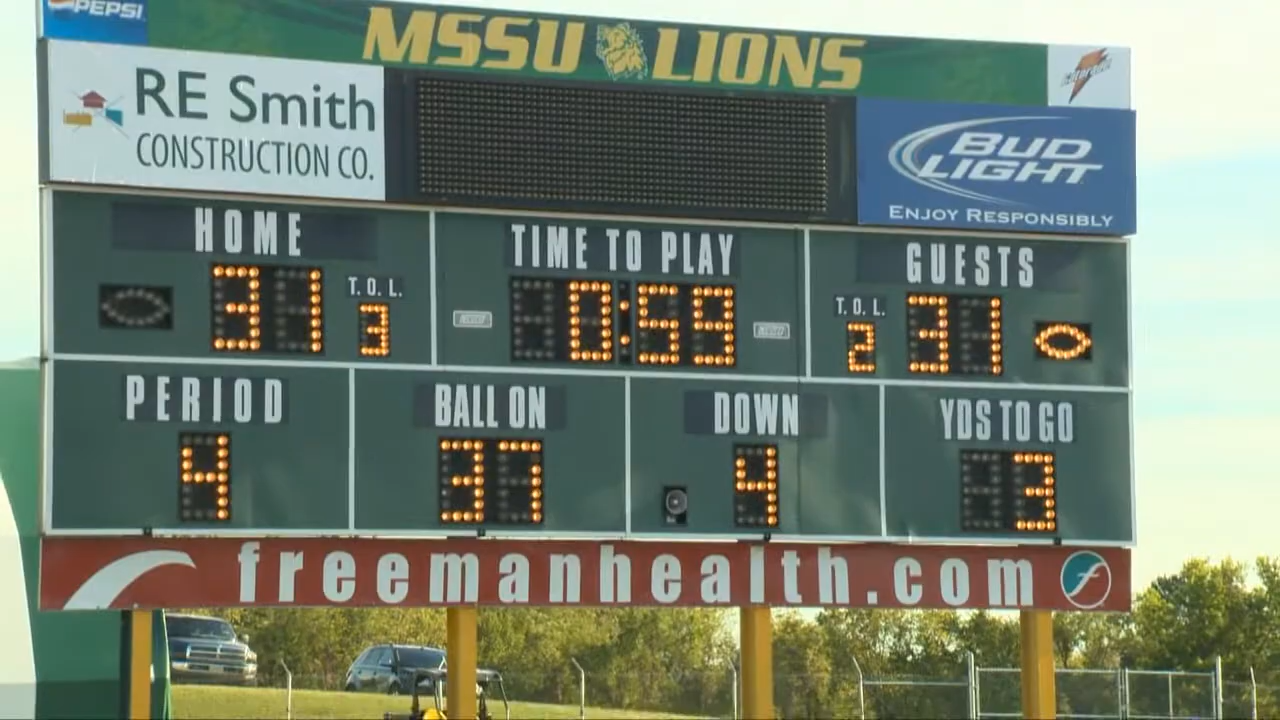 PEPSI
MSSU LIONS
Gatorade
RE Smith
CONSTRUCTION CO.
BUD
LIGHT
ENJOY RESPONSIBLY
HOME
31
T.O.L.
3
TIME TO PLAY
0:59
GUESTS
T.O.L.
2
31
PERIOD
4
BALL ON
37
DOWN
4
YDS TO GO
3
freemanhealth.com
f